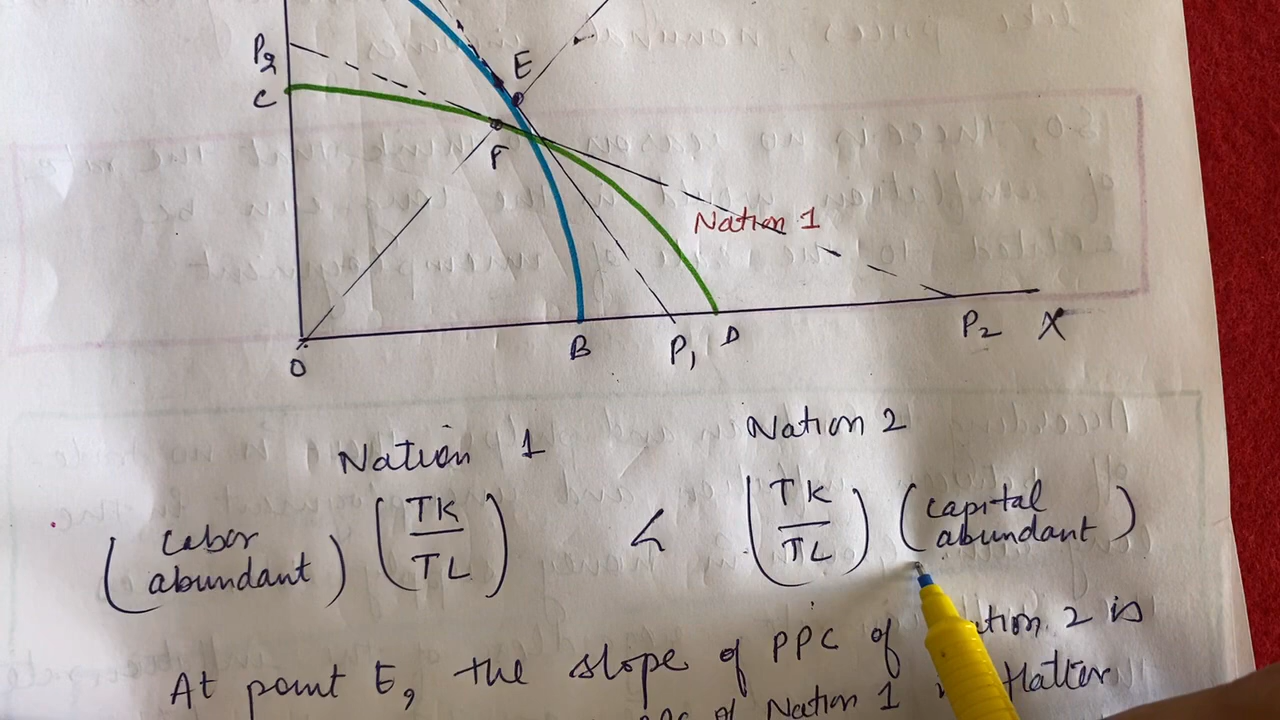 E
P2
C
F
Nation 1
O
B
P1
D
P2
X
Nation 1
Nation 2
(Labor abundant) (TK/TL) < (TK/TL) (capital abundant)
At point E, the slope of PPC of 2 is
of Nation 1 flatter